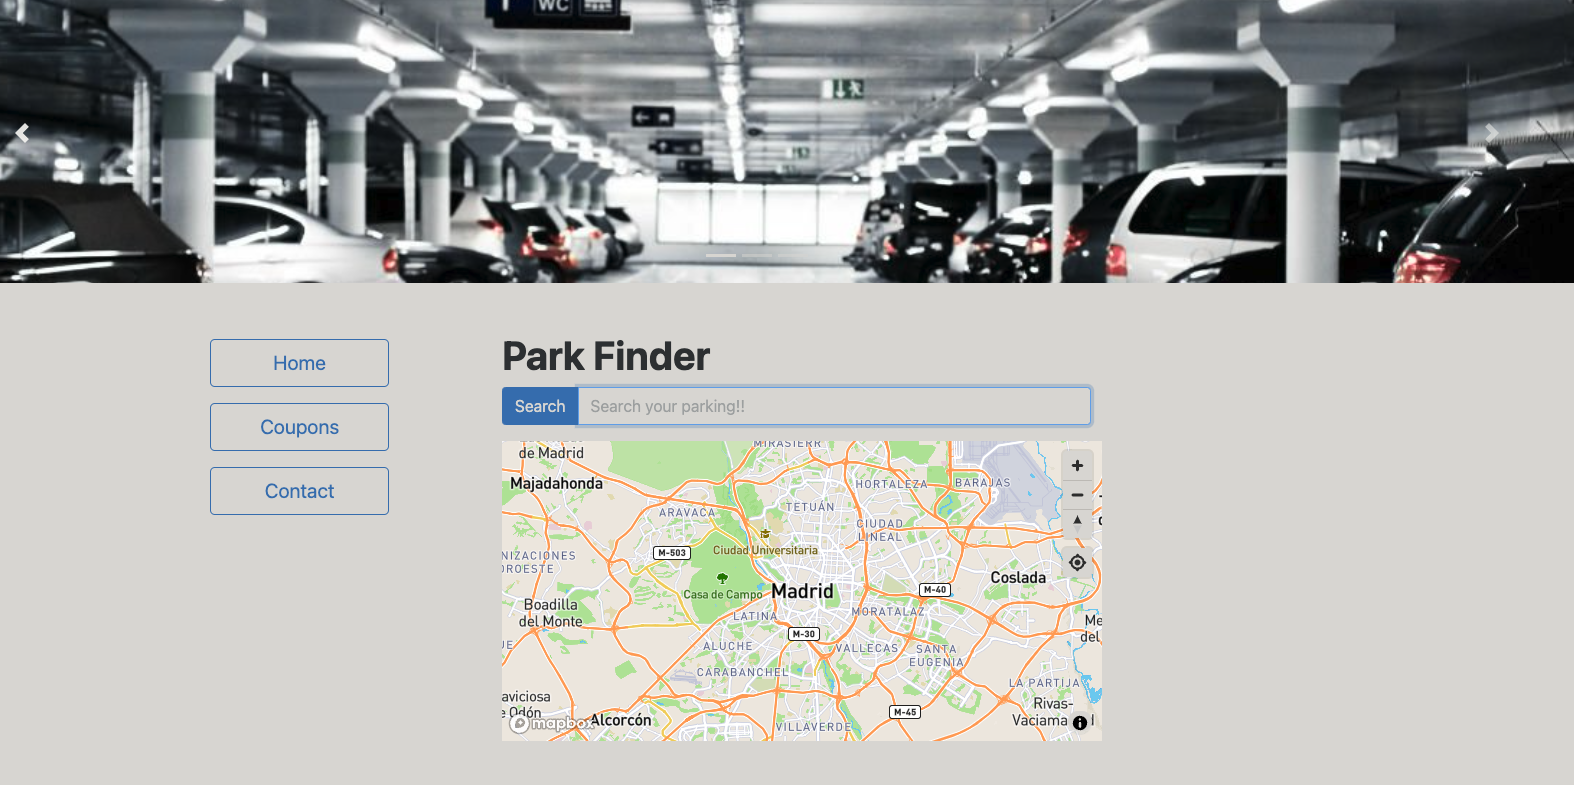 WC
Home
Coupons
Contact
Park Finder
Search
Search your parking!!
MIRASIERR
de Madrid
Majadahonda
HORTALEZA
BARAJAS
TETUÁN
ARAVACA
CIUDAD
LINEAL
M-503
Ciudad Universitaria
NIZACIONES
OROESTE
Coslada
Casa de Campo
Madrid
M-40
Boadilla
del Monte
LATINA
MORATALAZ
Me
del
M-30
ALUCHE
VALLECAS
SANTA
EUGENIA
CARABANCHEL
LA PARTIJA
aviciosa
Odón
Rivas-
Vaciama
d
M-45
mapbox
Alcorcón
VILLAVERDE